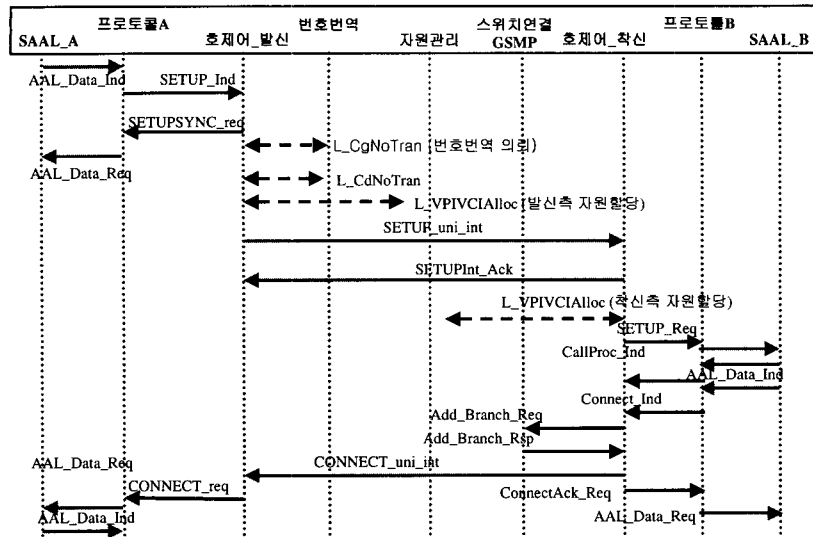 프로토콜A 번호번역 스위치연결 프로토롤B
SAAL_A 호제어_발신 자원관리 GSMP 호제어_착신 SAAL_B
AAL_Data_Ind
SETUP_Ind
SETUPSYNC_req
L_CgNoTran (번호번역 의뢰)
AAL_Data_Req
L_CdNoTran
L_VPIVCIAlloc (발신측 자원할당)
SETUP_uni_int
SETUPInt_Ack
L_VPIVCIAlloc (착신측 자원할당)
SETUP_Req
CallProc_Ind
AAL_Data_Ind
Connect_Ind
Add_Branch_Req
Add_Branch_Rsp
AAL_Data_Req
CONNECT_uni_int
CONNECT_req
ConnectAck_Req
AAL_Data_Ind
AAL_Data_Req